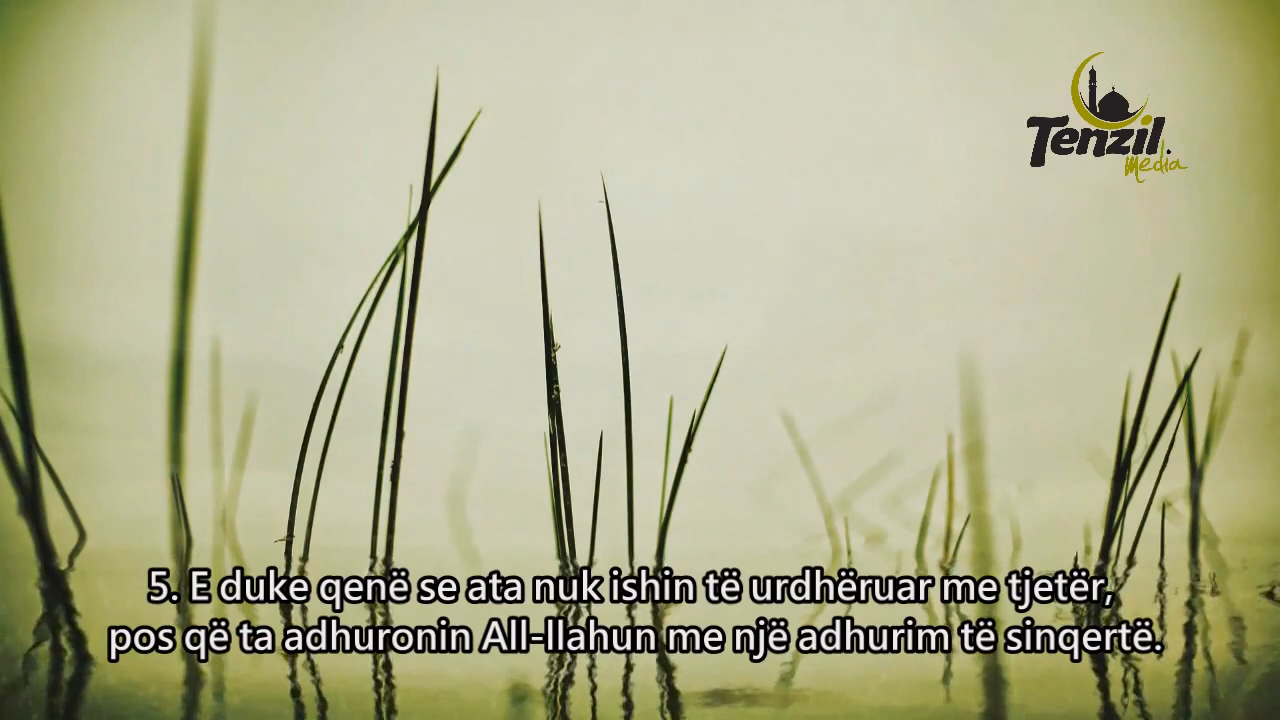 Tenzil.
media
5. E duke qenë se ata nuk ishin të urdhëruar me tjetër,
pos që ta adhuronin All-llahun me një adhurim të sinqertë.